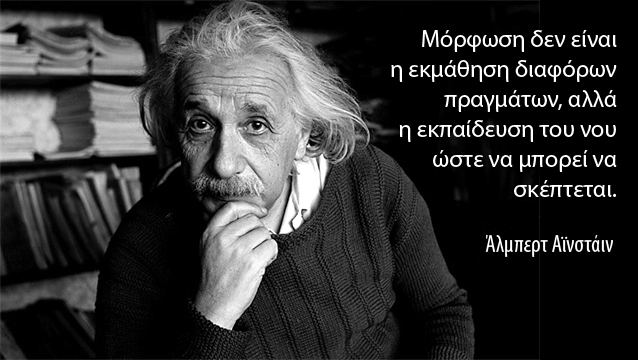 Μόρφωση δεν είναι
η εκμάθηση διαφόρων
πραγμάτων, αλλά
η εκπαίδευση του νου
ώστε να μπορεί να
σκέπτεται.
Άλμπερτ Αϊνστάιν